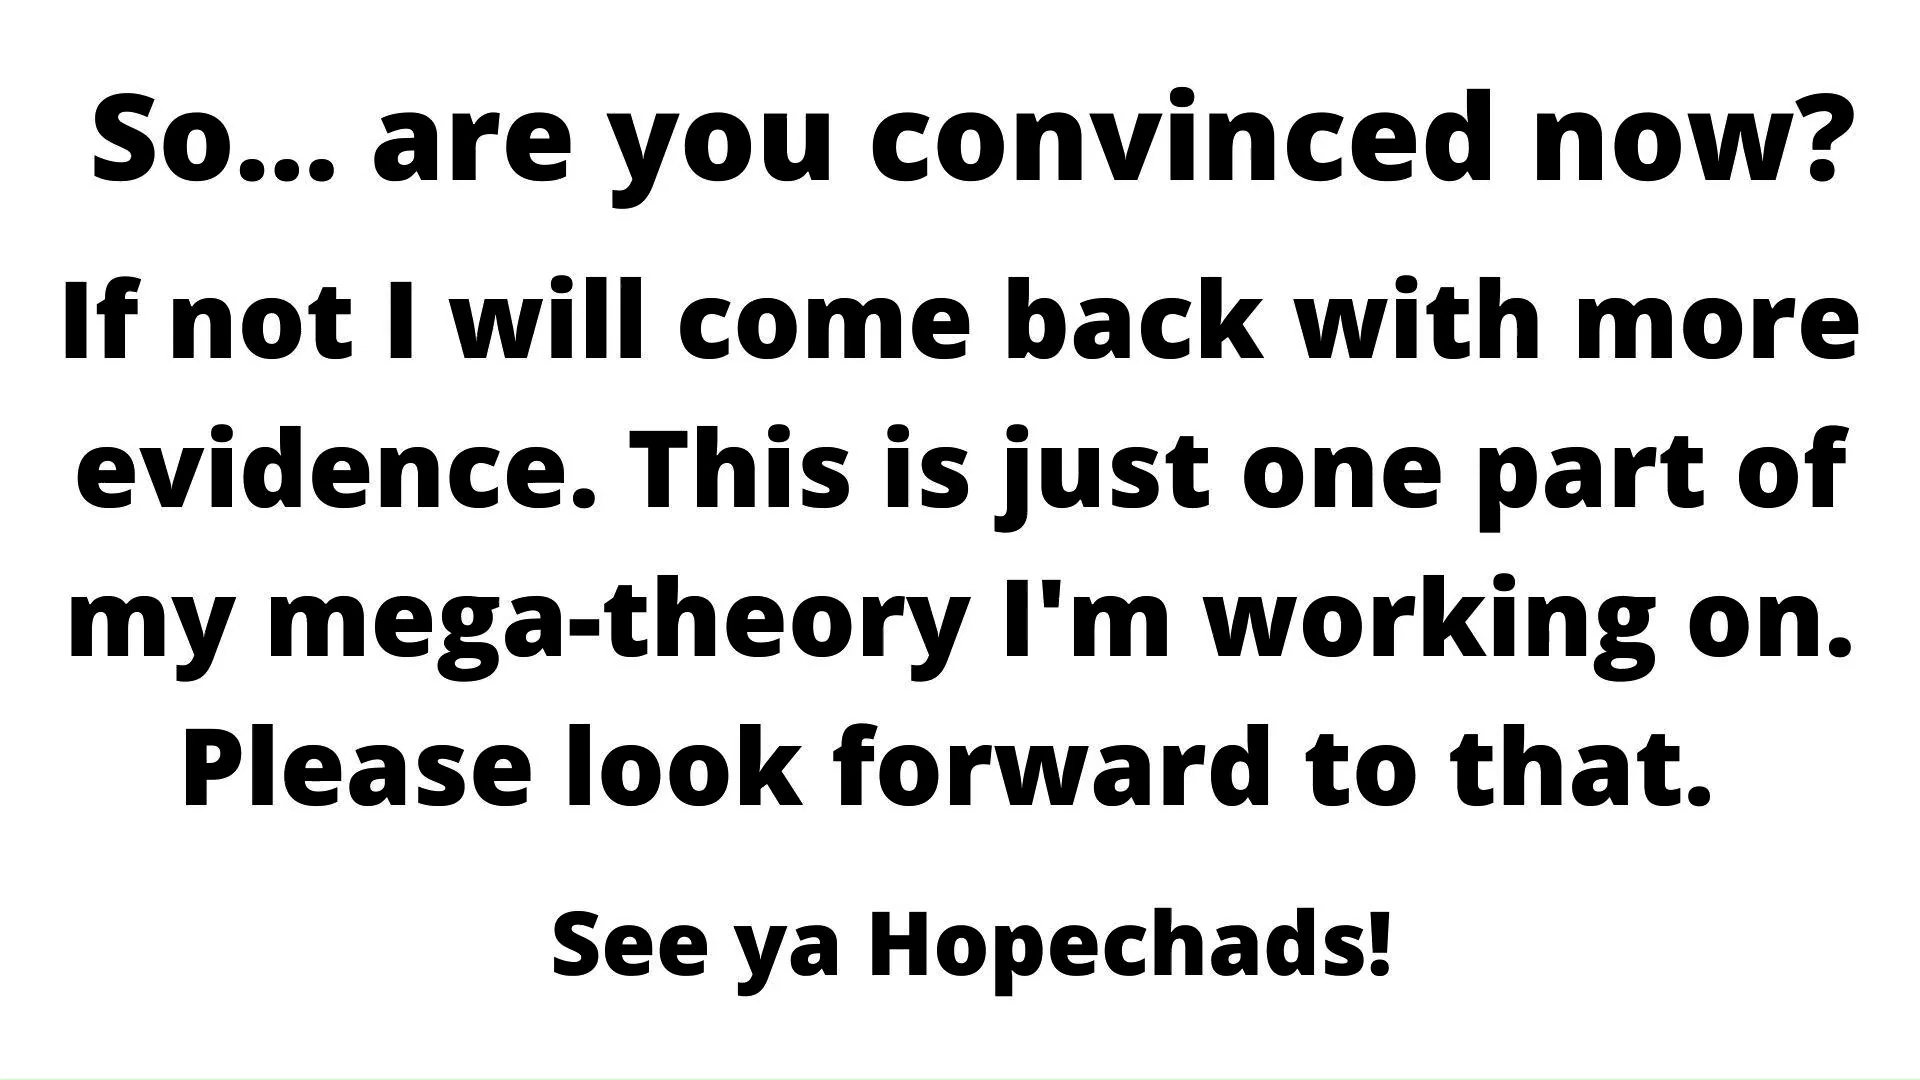 So... are you convinced now?
If not I will come back with more
evidence. This is just one part of
my mega-theory I'm working on.
Please look forward to that.
See ya Hopechads!